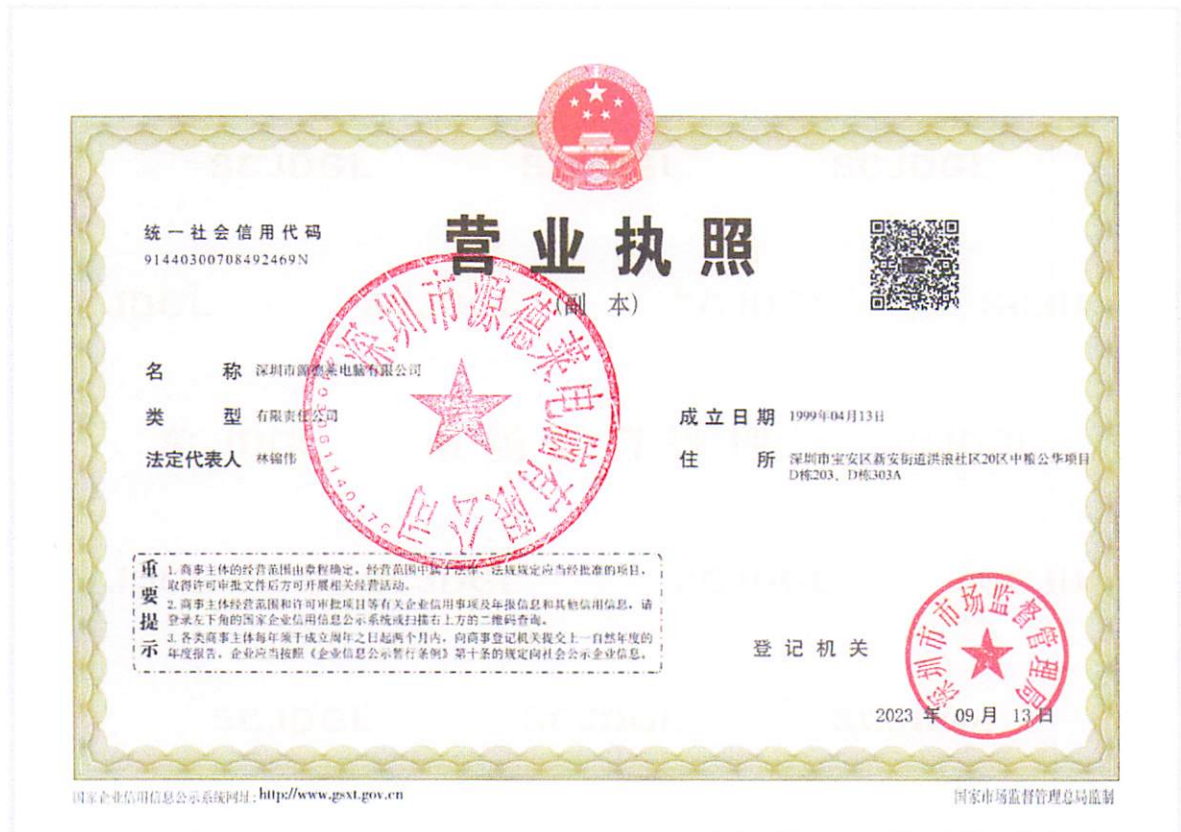 统一社会信用代码
91440300708492469N
营业执照
(副 本)
名 称 深圳市源德莱电脑有限公司
类 型 有限责任公司
法定代表人 林锦伟
成立日期 1999年04月13日
住 所 深圳市宝安区新安街道洪浪社区20区中粮公华项目
D栋203、D栋303A
深圳市源德莱电脑有限公司
重要提示
1.商事主体的经营范围由章程确定。经营范围中属于法律、法规规定应当经批准的项目,
取得许可审批文件后方可开展相关经营活动。
2.商事主体经营范围和许可审批项目等有关企业信用事项及年报信息和其他信用信息,请
登录左下角的国家企业信用信息公示系统或扫描右上方的二维码查询。
3.各类商事主体每年须于成立周年之日起两个月内,向商事登记机关提交上一自然年度的
年度报告。企业应当按照《企业信息公示暂行条例》第十条的规定向社会公示企业信息。
登记机关
深圳市市场监督管理局
2023 年 09 月 13 日
国家企业信用信息公示系统网址:http://www.gsxt.gov.cn
国家市场监督管理总局监制